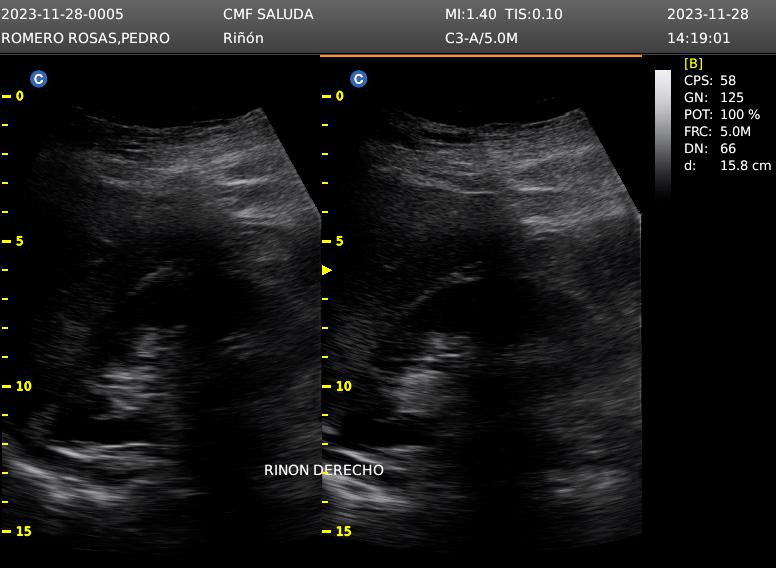 2023-11-28-0005 CMF SALUDA MI:1.40 TIS:0.10 2023-11-28
ROMERO ROSAS,PEDRO Riñón C3-A/5.0M 14:19:01
[B]
C C
CPS: 58
0 0
GN: 125
POT: 100 %
FRC: 5.0M
DN: 66
d: 15.8 cm
5 5
10 10
RINON DERECHO
15 15